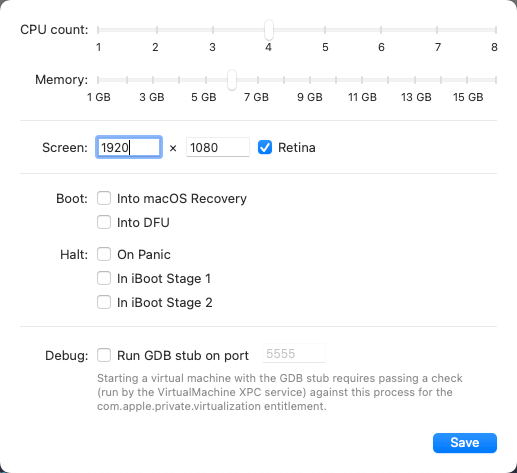 CPU count:
1 2 3 4 5 6 7 8
Memory:
1 GB 3 GB 5 GB 7 GB 9 GB 11 GB 13 GB 15 GB
Screen: 1920 × 1080 Retina
Boot: Into macOS Recovery
Into DFU
Halt: On Panic
In iBoot Stage 1
In iBoot Stage 2
Debug: Run GDB stub on port 5555
Starting a virtual machine with the GDB stub requires passing a check
(run by the VirtualMachine XPC service) against this process for the
com.apple.private.virtualization entitlement.
Save